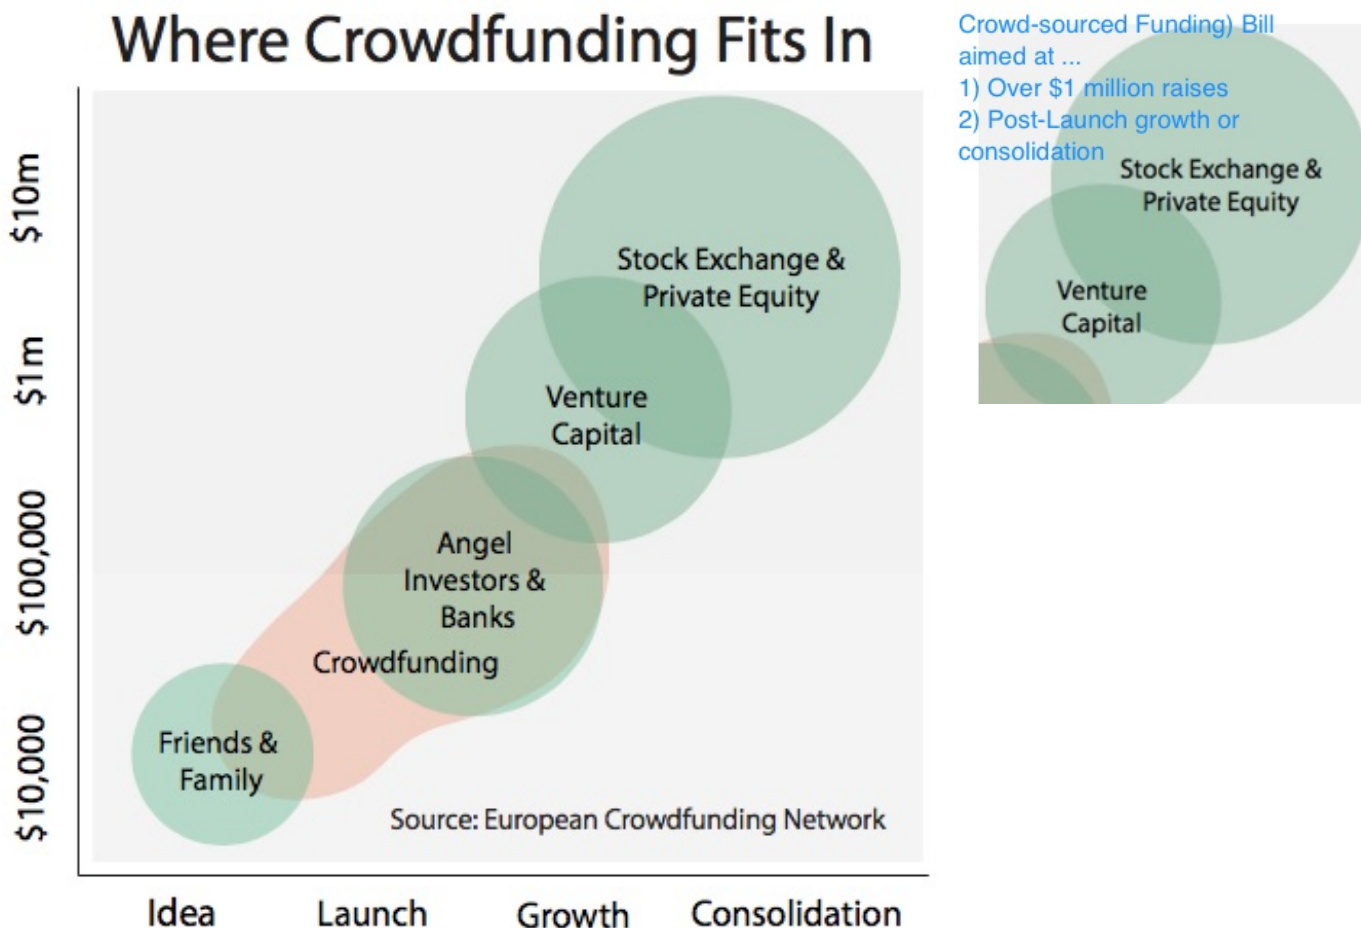 Where Crowdfunding Fits In
$10m
$1m
$100,000
$10,000
Stock Exchange &
Private Equity
Venture
Capital
Angel
Investors &
Banks
Crowdfunding
Friends &
Family
Source: European Crowdfunding Network
Idea Launch Growth Consolidation
Crowd-sourced Funding) Bill
aimed at ...
1) Over $1 million raises
2) Post-Launch growth or
consolidation
Stock Exchange &
Private Equity
Venture
Capital